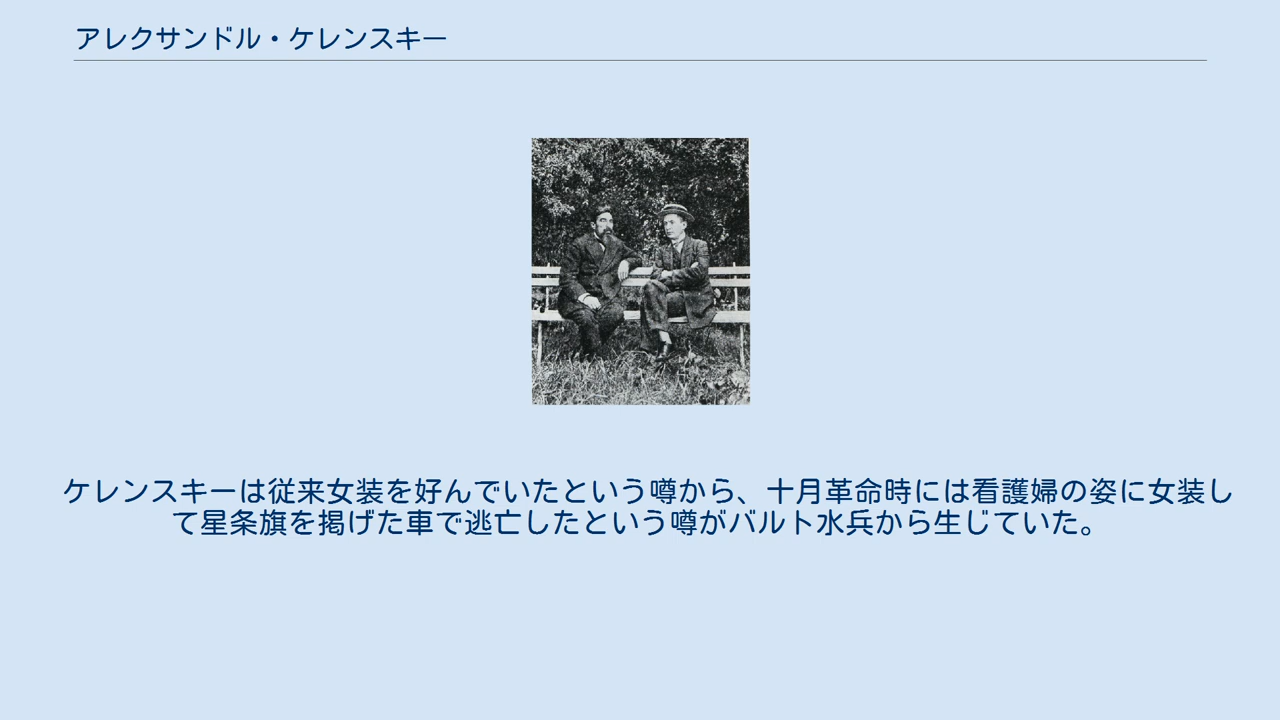 アレクサンドル・ケレンスキー
ケレンスキーは従来女装を好んでいたという噂から、十月革命時には看護婦の姿に女装し
て星条旗を掲げた車で逃亡したという噂がバルト水兵から生じていた。